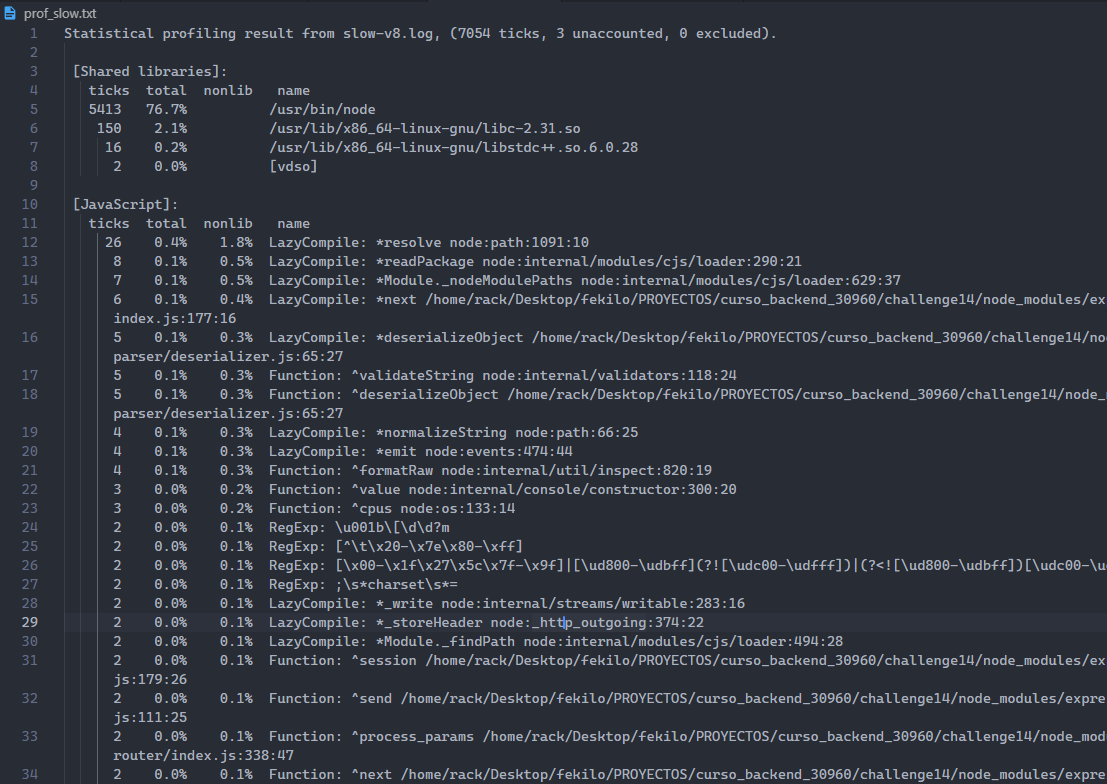 prof_slow.txt
1 Statistical profiling result from slow-v8.log, (7054 ticks, 3 unaccounted, 0 excluded).
2
3 [Shared libraries]:
4 ticks total nonlib name
5 5413 76.7% /usr/bin/node
6 150 2.1% /usr/lib/x86_64-linux-gnu/libc-2.31.so
7 16 0.2% /usr/lib/x86_64-linux-gnu/libstdc++.so.6.0.28
8 2 0.0% [vdso]
9
10 [JavaScript]:
11 ticks total nonlib name
12 26 0.4% 1.8% LazyCompile: *resolve node:path:1091:10
13 8 0.1% 0.5% LazyCompile: *readPackage node:internal/modules/cjs/loader:290:21
14 7 0.1% 0.5% LazyCompile: *Module._nodeModulePaths node:internal/modules/cjs/loader:629:37
15 6 0.1% 0.4% LazyCompile: *next /home/rack/Desktop/fekilo/PROYECTOS/curso_backend_30960/challenge14/node_modules/ex
index.js:177:16
16 5 0.1% 0.3% LazyCompile: *deserializeObject /home/rack/Desktop/fekilo/PROYECTOS/curso_backend_30960/challenge14/no
parser/deserializer.js:65:27
17 5 0.1% 0.3% Function: ^validateString node:internal/validators:118:24
18 5 0.1% 0.3% Function: ^deserializeObject /home/rack/Desktop/fekilo/PROYECTOS/curso_backend_30960/challenge14/node_
parser/deserializer.js:65:27
19 4 0.1% 0.3% LazyCompile: *normalizeString node:path:66:25
20 4 0.1% 0.3% LazyCompile: *emit node:events:474:44
21 4 0.1% 0.3% Function: ^formatRaw node:internal/util/inspect:820:19
22 3 0.0% 0.2% Function: ^value node:internal/console/constructor:300:20
23 3 0.0% 0.2% Function: ^cpus node:os:133:14
24 2 0.0% 0.1% RegExp: \u001b\[\d\d?m
25 2 0.0% 0.1% RegExp: [^\t\x20-\x7e\x80-\xff]
26 2 0.0% 0.1% RegExp: [\x00-\x1f\x27\x5c\x7f-\x9f]|[\ud800-\udbff](?![\udc00-\udfff])|(?<![\ud800-\udbff])[\udc00-\u
27 2 0.0% 0.1% RegExp: ;\s*charset\s*=
28 2 0.0% 0.1% LazyCompile: *_write node:internal/streams/writable:283:16
29 2 0.0% 0.1% LazyCompile: *_storeHeader node:_http_outgoing:374:22
30 2 0.0% 0.1% LazyCompile: *Module._findPath node:internal/modules/cjs/loader:494:28
31 2 0.0% 0.1% Function: ^session /home/rack/Desktop/fekilo/PROYECTOS/curso_backend_30960/challenge14/node_modules/ex
js:179:26
32 2 0.0% 0.1% Function: ^send /home/rack/Desktop/fekilo/PROYECTOS/curso_backend_30960/challenge14/node_modules/expre
js:111:25
33 2 0.0% 0.1% Function: ^process_params /home/rack/Desktop/fekilo/PROYECTOS/curso_backend_30960/challenge14/node_mod
router/index.js:338:47
34 2 0.0% 0.1% Function: ^next /home/rack/Desktop/fekilo/PROYECTOS/curso_backend_30960/challenge14/node_modules/expre